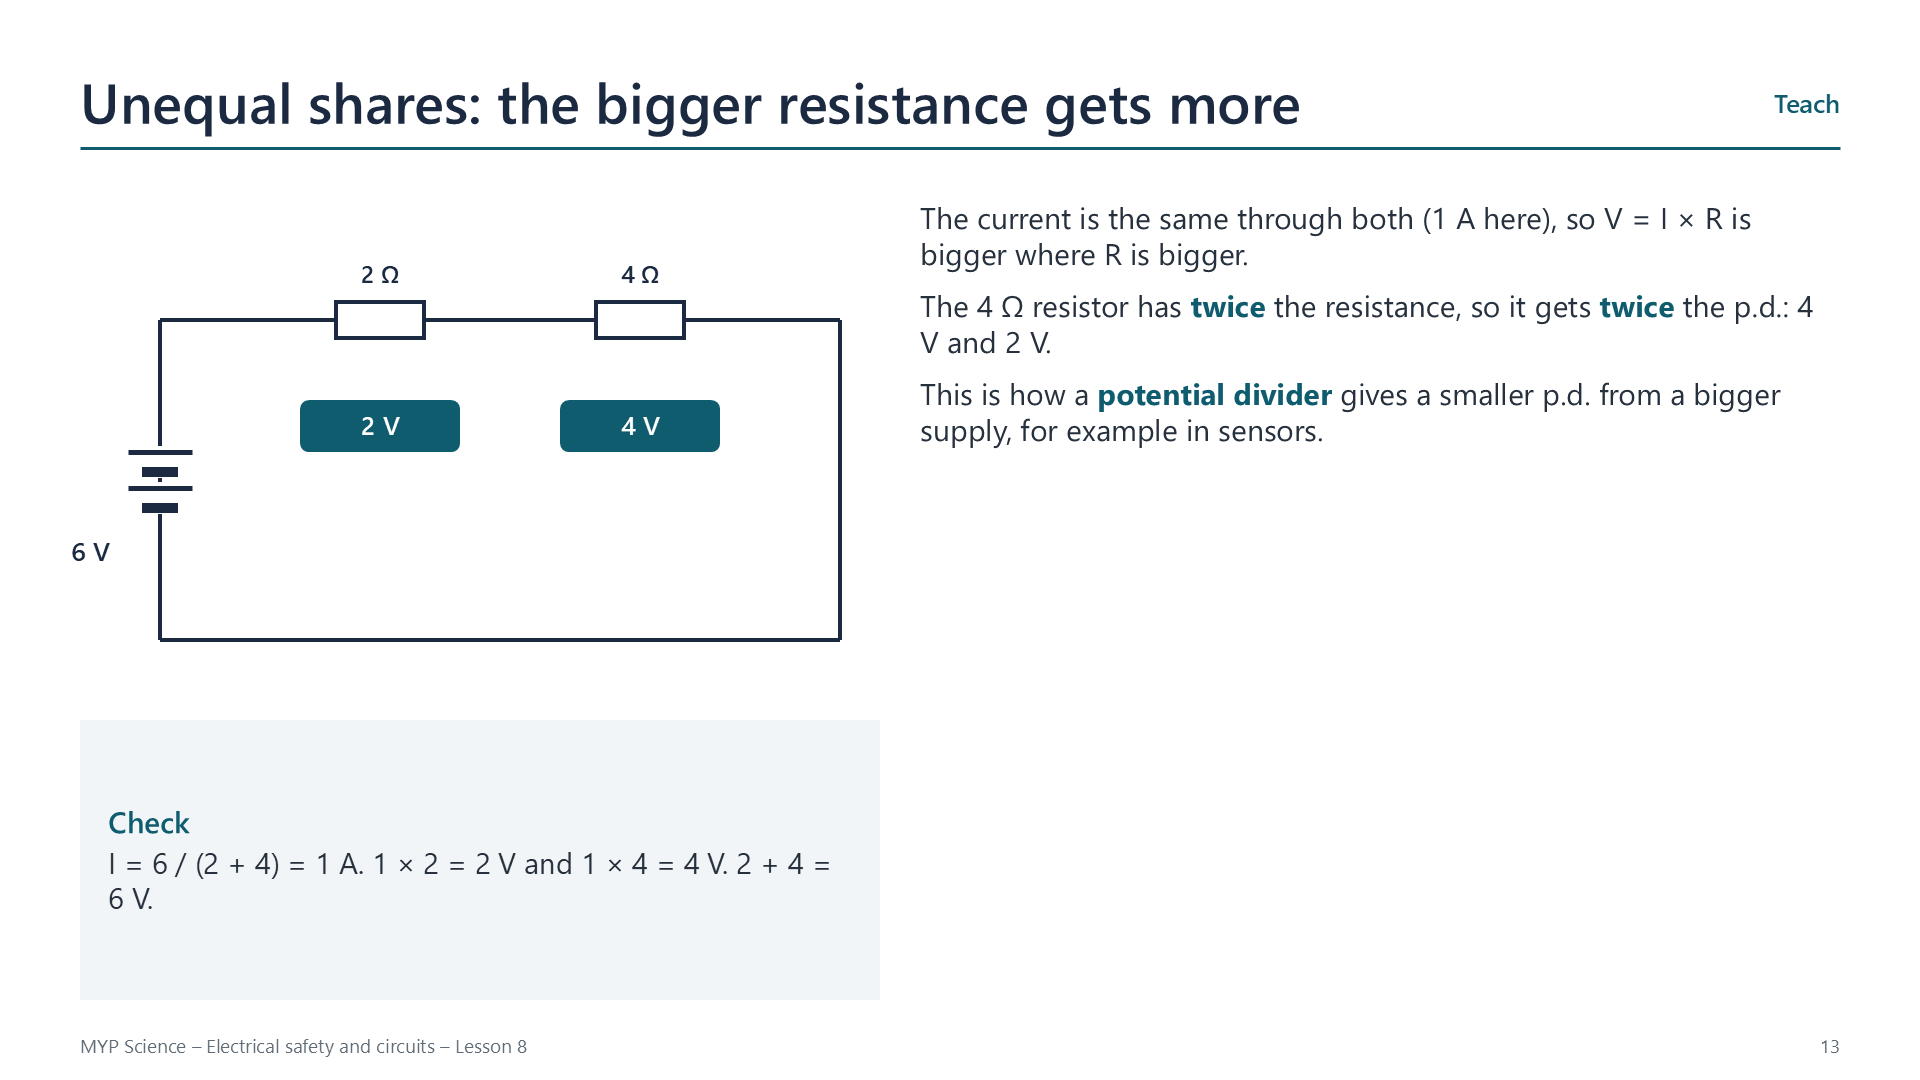 Unequal shares: the bigger resistance gets more
Teach
2 Ω
4 Ω
2 V
4 V
6 V
The current is the same through both (1 A here), so V = I × R is
bigger where R is bigger.
The 4 Ω resistor has twice the resistance, so it gets twice the p.d.: 4
V and 2 V.
This is how a potential divider gives a smaller p.d. from a bigger
supply, for example in sensors.
Check
I = 6 / (2 + 4) = 1 A. 1 × 2 = 2 V and 1 × 4 = 4 V. 2 + 4 =
6 V.
MYP Science – Electrical safety and circuits – Lesson 8
13